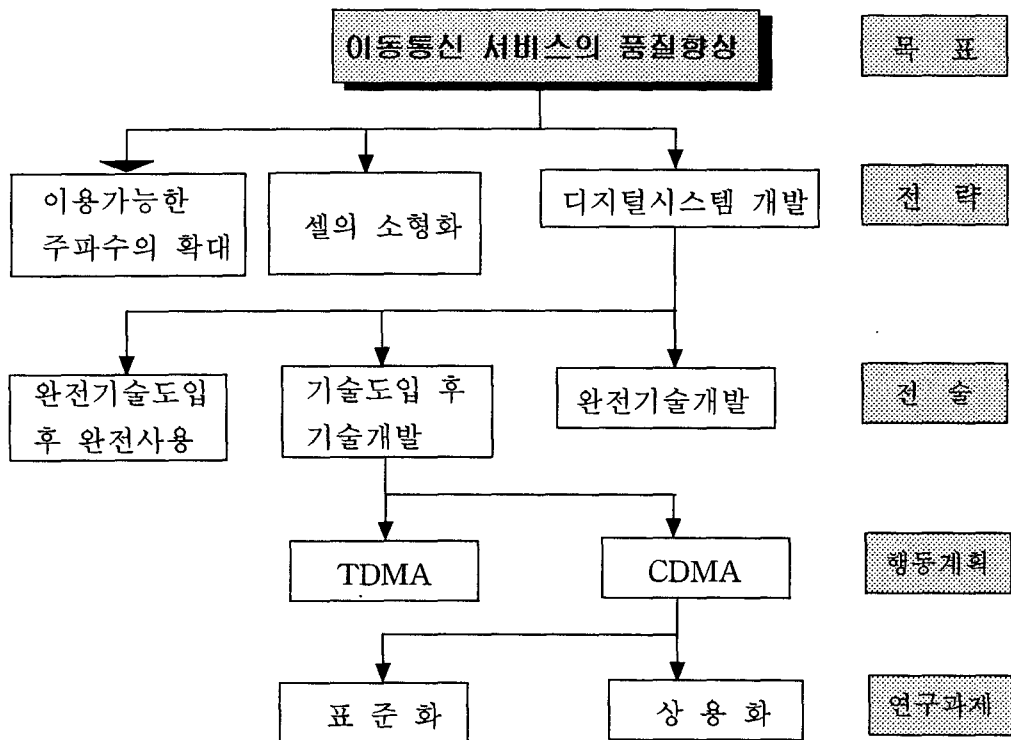 이동통신 서비스의 품질향상
목 표
이용가능한
주파수의 확대
셀의 소형화
디지털시스템 개발
전 략
완전기술도입
후 완전사용
기술도입 후
기술개발
완전기술개발
전 술
TDMA
CDMA
행동계획
표 준 화
상 용 화
연구과제